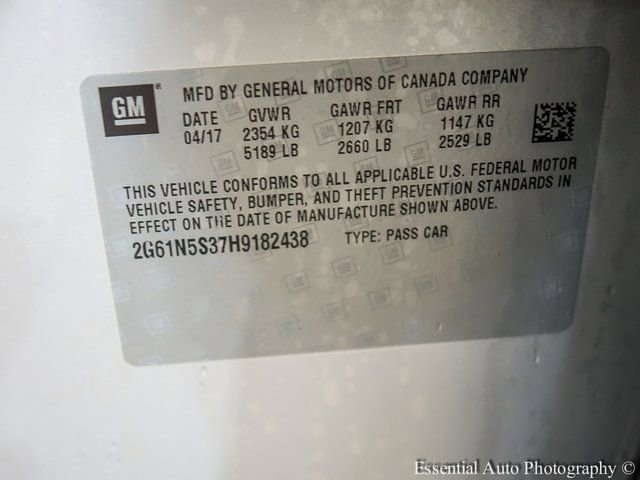 GM
MFD BY GENERAL MOTORS OF CANADA COMPANY
DATE GVWR GAWR FRT GAWR RR
04/17 2354 KG 1207 KG 1147 KG
5189 LB 2660 LB 2529 LB
THIS VEHICLE CONFORMS TO ALL APPLICABLE U.S. FEDERAL MOTOR
VEHICLE SAFETY, BUMPER, AND THEFT PREVENTION STANDARDS IN
EFFECT ON THE DATE OF MANUFACTURE SHOWN ABOVE.
2G61N5S37H9182438 TYPE: PASS CAR
Essential Auto Photography ©